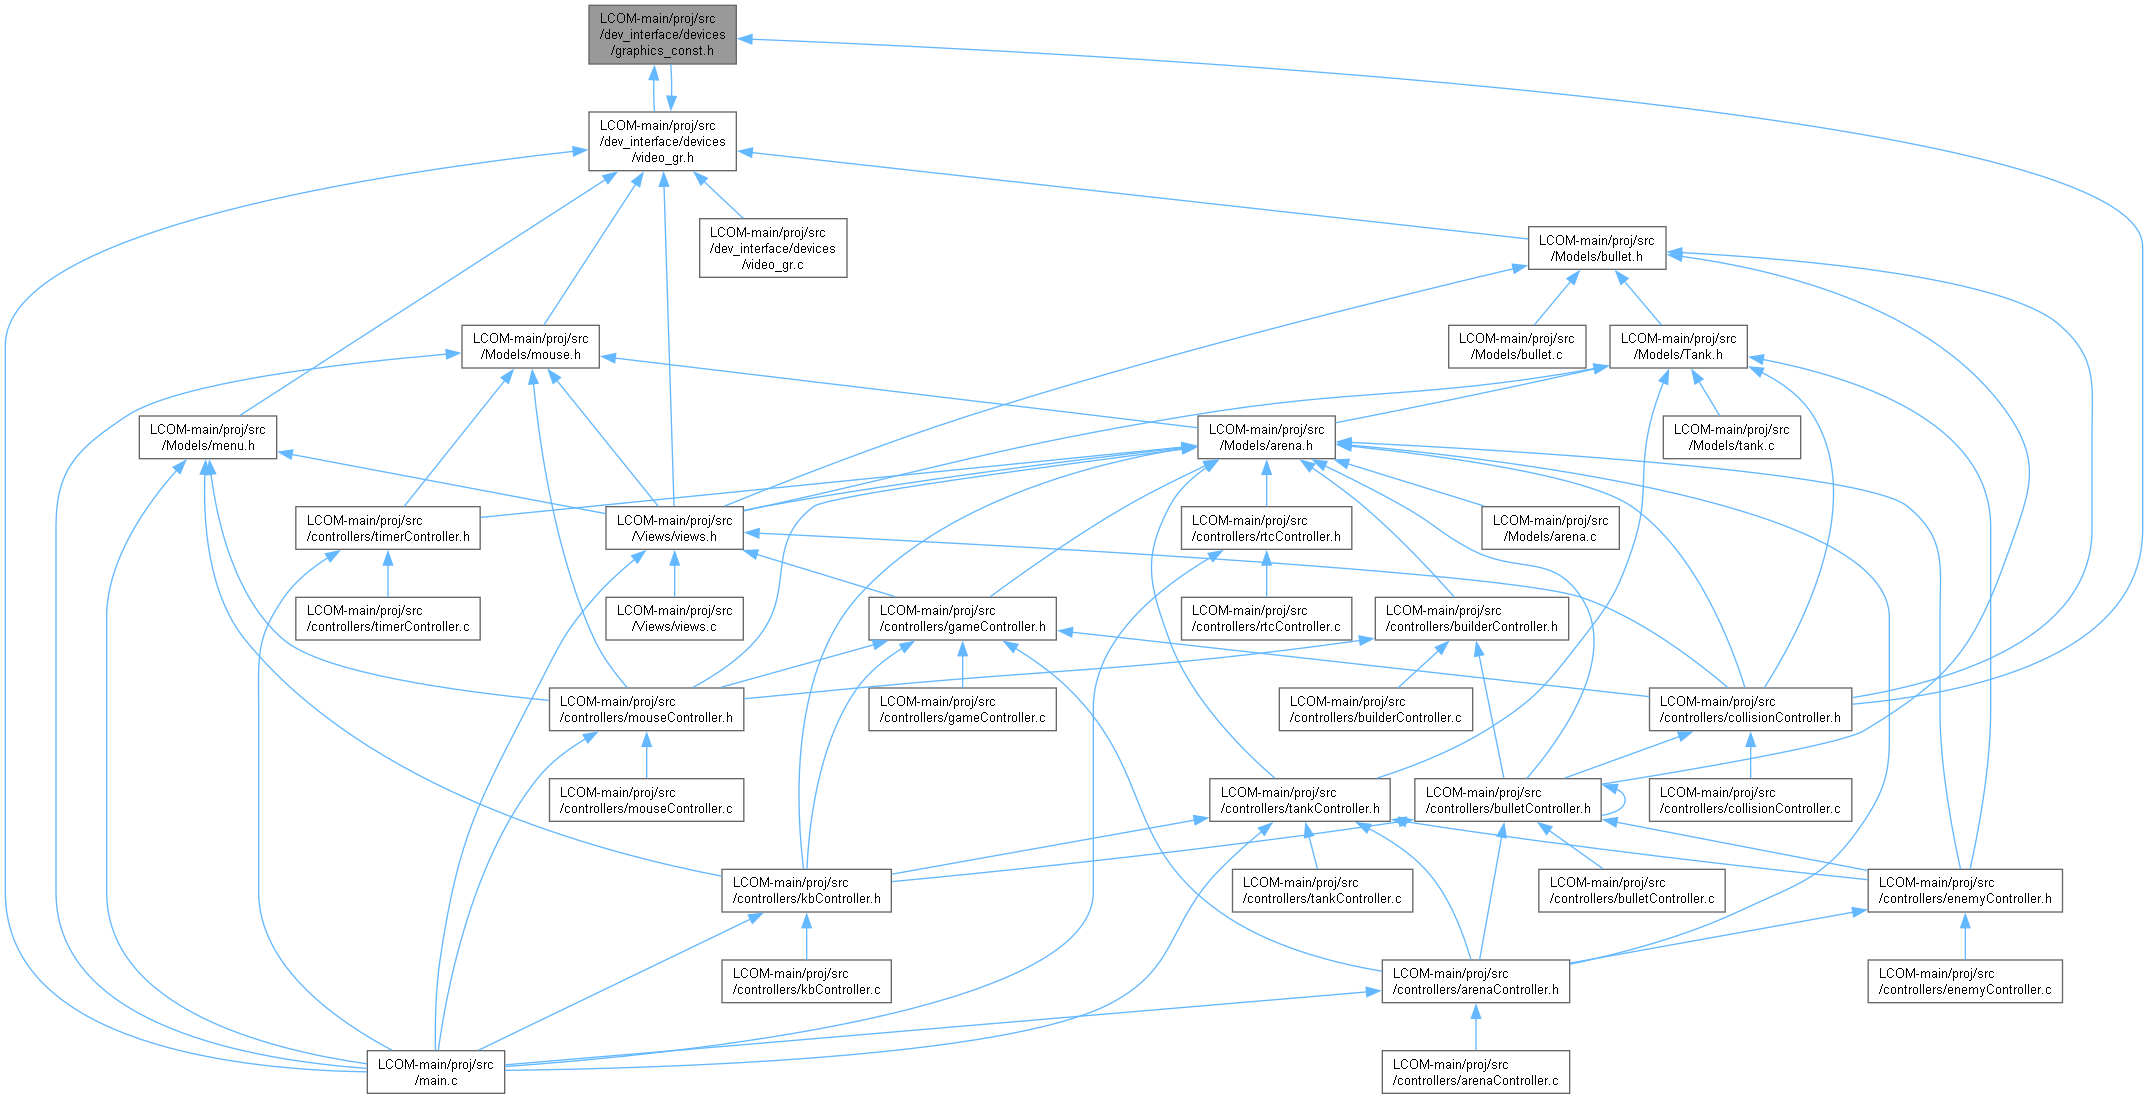 LCOM-main/proj/src
/dev_interface/devices
/graphics_const.h
LCOM-main/proj/src
/dev_interface/devices
/video_gr.h
LCOM-main/proj/src
/dev_interface/devices
/video_gr.c
LCOM-main/proj/src
/Models/bullet.h
LCOM-main/proj/src
/Models/mouse.h
LCOM-main/proj/src
/Models/bullet.c
LCOM-main/proj/src
/Models/Tank.h
LCOM-main/proj/src
/Models/menu.h
LCOM-main/proj/src
/Models/arena.h
LCOM-main/proj/src
/Models/tank.c
LCOM-main/proj/src
/controllers/timerController.h
LCOM-main/proj/src
/Views/views.h
LCOM-main/proj/src
/controllers/rtcController.h
LCOM-main/proj/src
/Models/arena.c
LCOM-main/proj/src
/controllers/timerController.c
LCOM-main/proj/src
/Views/views.c
LCOM-main/proj/src
/controllers/gameController.h
LCOM-main/proj/src
/controllers/rtcController.c
LCOM-main/proj/src
/controllers/builderController.h
LCOM-main/proj/src
/controllers/mouseController.h
LCOM-main/proj/src
/controllers/gameController.c
LCOM-main/proj/src
/controllers/builderController.c
LCOM-main/proj/src
/controllers/collisionController.h
LCOM-main/proj/src
/controllers/mouseController.c
LCOM-main/proj/src
/controllers/tankController.h
LCOM-main/proj/src
/controllers/bulletController.h
LCOM-main/proj/src
/controllers/collisionController.c
LCOM-main/proj/src
/controllers/kbController.h
LCOM-main/proj/src
/controllers/tankController.c
LCOM-main/proj/src
/controllers/bulletController.c
LCOM-main/proj/src
/controllers/enemyController.h
LCOM-main/proj/src
/controllers/kbController.c
LCOM-main/proj/src
/controllers/arenaController.h
LCOM-main/proj/src
/controllers/enemyController.c
LCOM-main/proj/src
/main.c
LCOM-main/proj/src
/controllers/arenaController.c